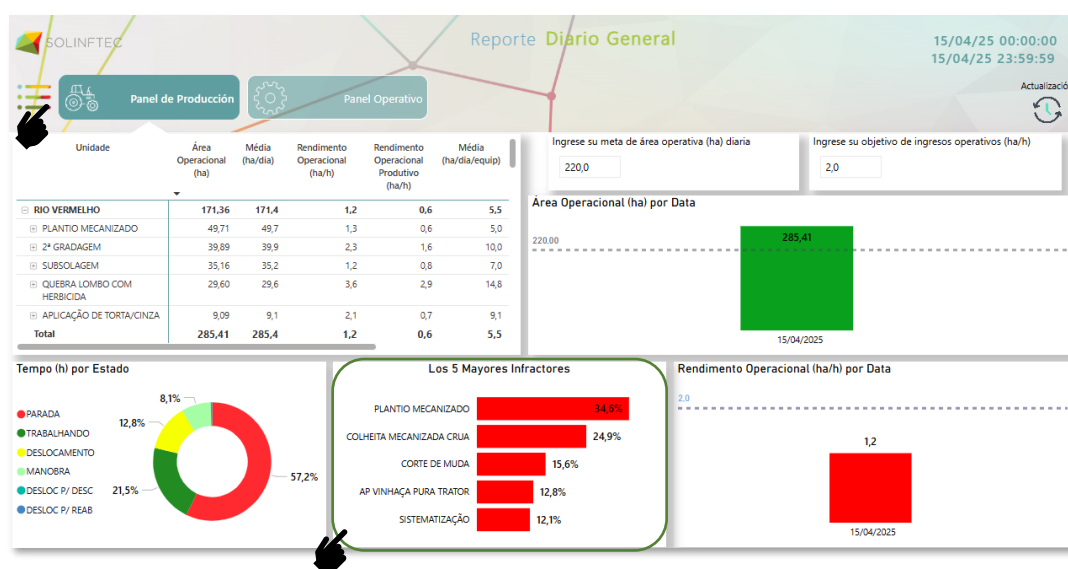 SOLINFTEC
Reporte Diario General
15/04/25 00:00:00
15/04/25 23:59:59
Panel de Producción
Panel Operativo
Actualizació
Unidade Área Operacional (ha) Média (ha/día) Rendimento Operacional (ha/h) Rendimento Operacional Produtivo (ha/h) Média (ha/dia/equip)
RIO VERMELHO 171,36 171,4 1,2 0,6 5,5
PLANTIO MECANIZADO 49,71 49,7 1,3 0,6 5,0
2ª GRADAGEM 39,89 39,9 2,3 1,6 10,0
SUBSOLAGEM 35,16 35,2 1,2 0,8 7,0
QUEBRA LOMBO COM HERBICIDA 29,60 29,6 3,6 2,9 14,8
APLICAÇÃO DE TORTA/CINZA 9,09 9,1 2,1 0,7 9,1
Total 285,41 285,4 1,2 0,6 5,5
Ingrese su meta de área operativa (ha) diaria
220,0
Ingrese su objetivo de ingresos operativos (ha/h)
2,0
Área Operacional (ha) por Data
220,00
285,41
15/04/2025
Tempo (h) por Estado
PARADA
TRABALHANDO
DESLOCAMENTO
MANOBRA
DESLOC P/ DESC
DESLOC P/ REAB
8,1%
12,8%
21,5%
57,2%
Los 5 Mayores Infractores
PLANTIO MECANIZADO 34,6%
COLHEITA MECANIZADA CRUA 24,9%
CORTE DE MUDA 15,6%
AP VINHAÇA PURA TRATOR 12,8%
SISTEMATIZAÇÃO 12,1%
Rendimento Operacional (ha/h) por Data
2,0
1,2
15/04/2025